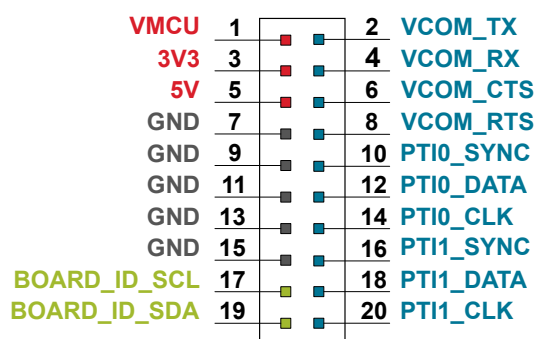 VMCU 1 2 VCOM_TX
3V3 3 4 VCOM_RX
5V 5 6 VCOM_CTS
GND 7 8 VCOM_RTS
GND 9 10 PTI0_SYNC
GND 11 12 PTI0_DATA
GND 13 14 PTI0_CLK
GND 15 16 PTI1_SYNC
BOARD_ID_SCL 17 18 PTI1_DATA
BOARD_ID_SDA 19 20 PTI1_CLK